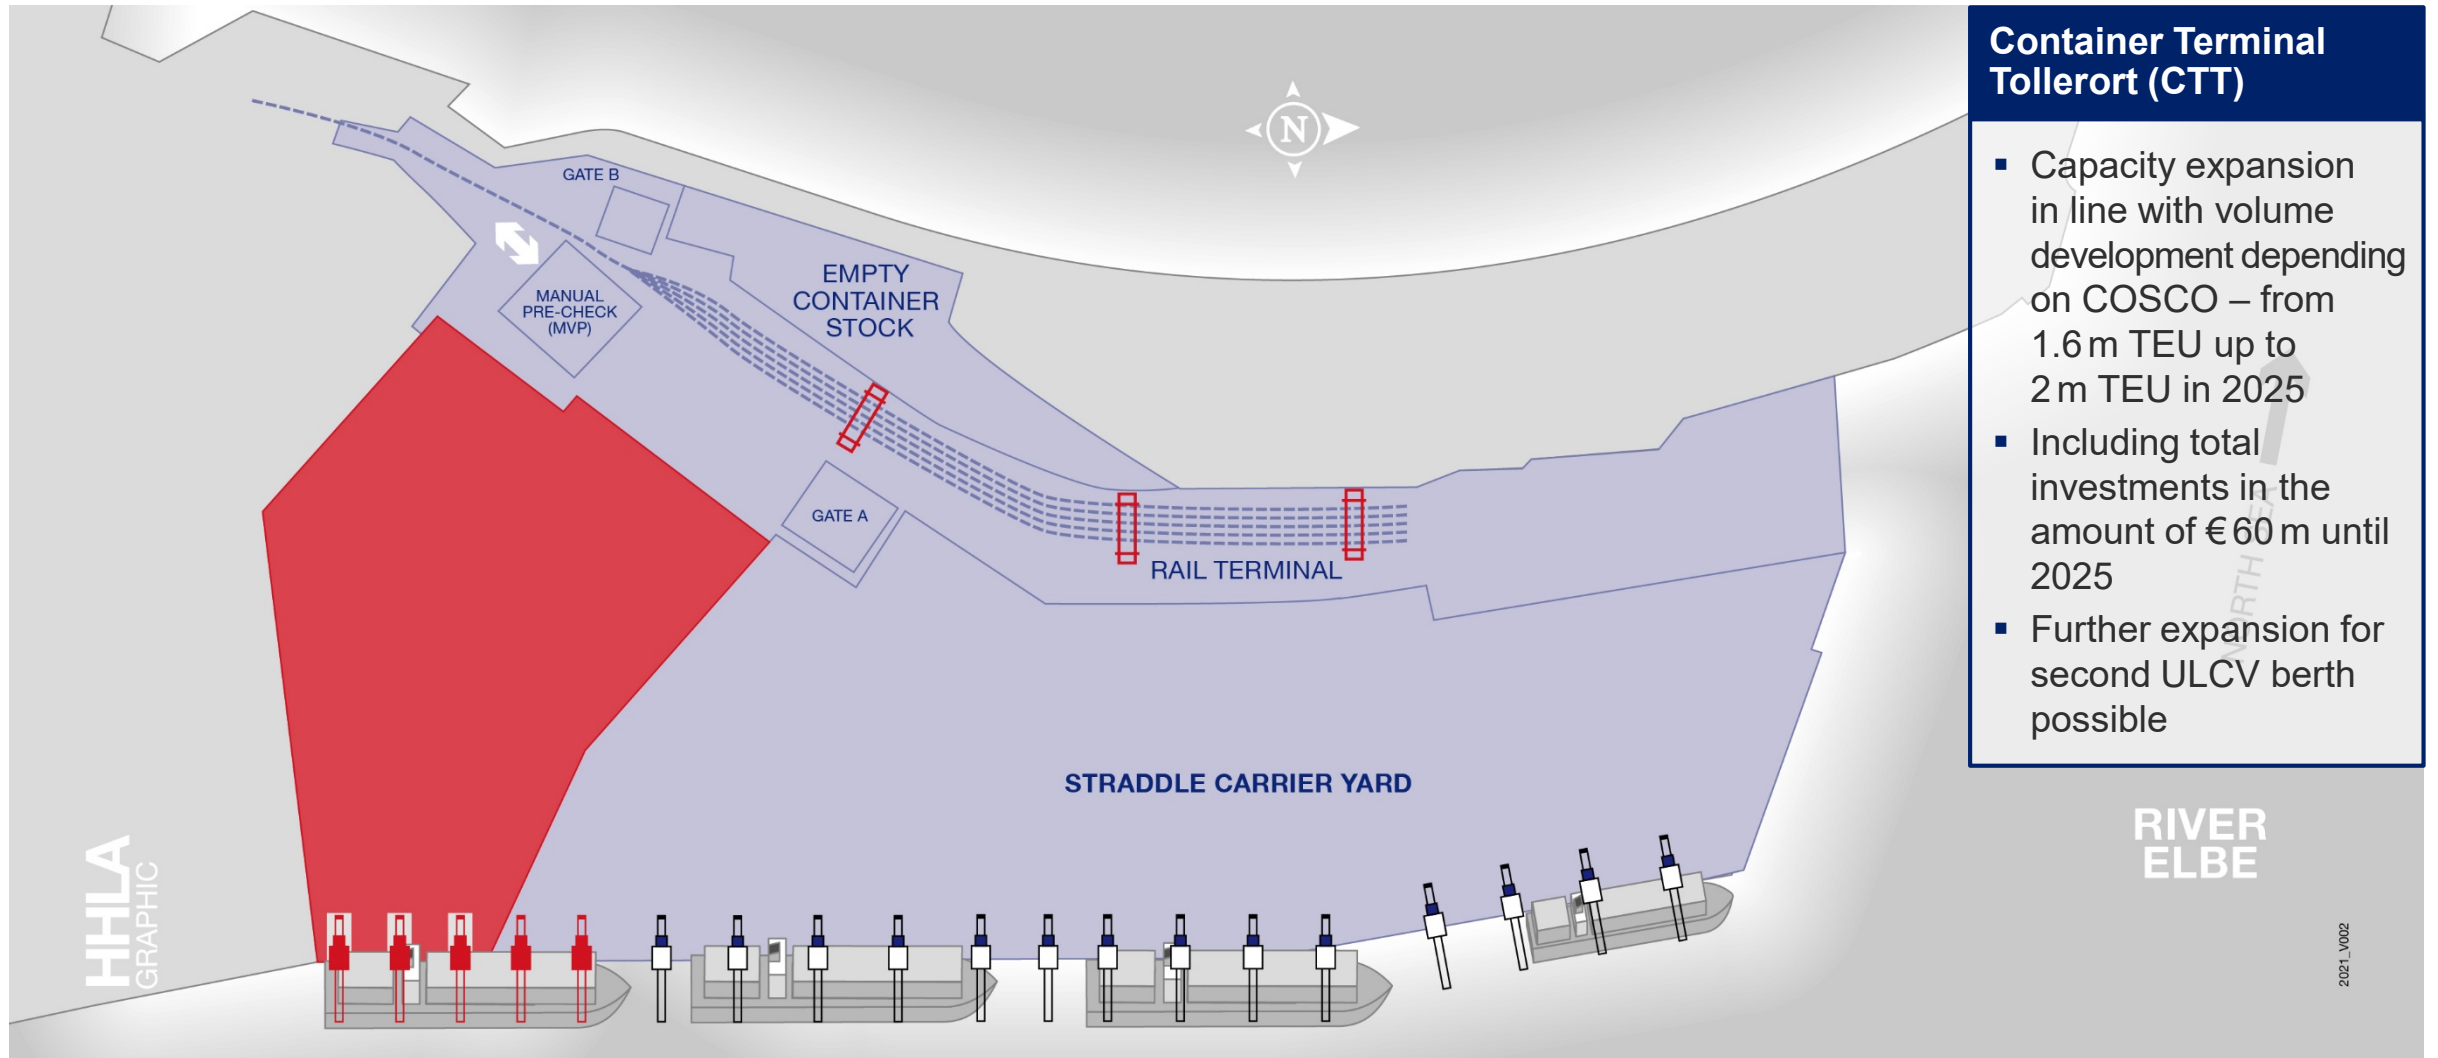 Container Terminal
Tollerort (CTT)
▪ Capacity expansion
in line with volume
development depending
on COSCO – from
1.6 m TEU up to
2 m TEU in 2025
▪ Including total
investments in the
amount of € 60 m until
2025
▪ Further expansion for
second ULCV berth
possible
N
GATE B
MANUAL
PRE-CHECK
(MVP)
EMPTY
CONTAINER
STOCK
GATE A
RAIL TERMINAL
STRADDLE CARRIER YARD
NORTH SEA
RIVER
ELBE
HHLA
GRAPHIC
2021_V002